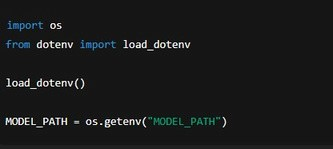 import os
from dotenv import load_dotenv
load_dotenv()
MODEL_PATH = os.getenv("MODEL_PATH")